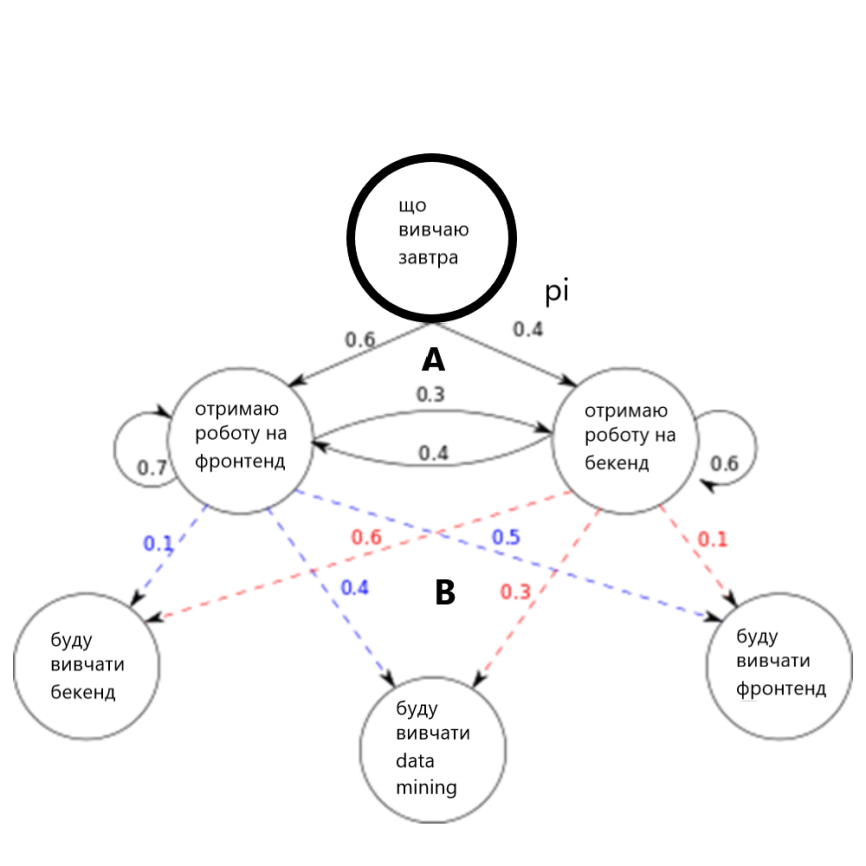 що
вивчаю
завтра
pi
0.6
0.4
A
0.3
отримаю
роботу на
фронтенд
отримаю
роботу на
бекенд
0.7
0.4
0.6
0.1
0.6
0.5
0.1
0.4
B
0.3
буду
вивчати
бекенд
буду
вивчати
фронтенд
буду
вивчати
data
mining